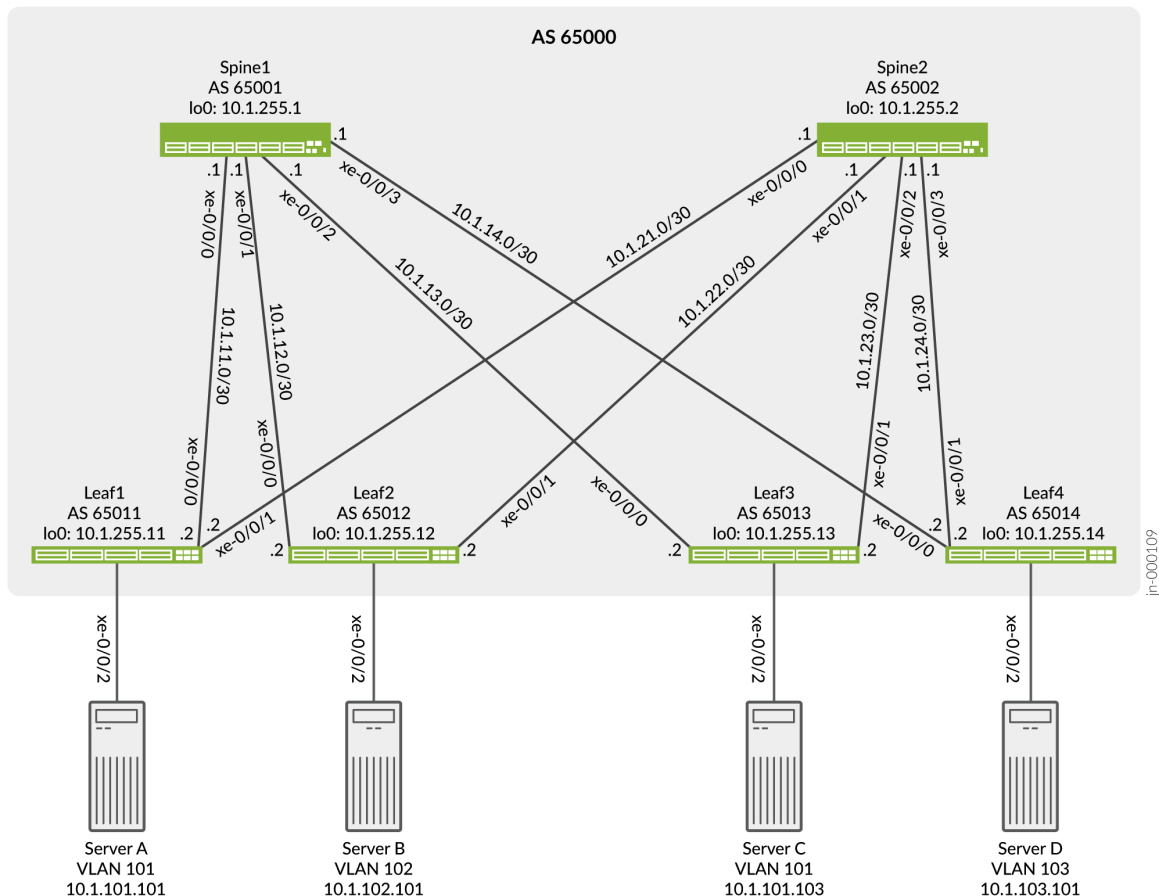 AS 65000
Spine1
AS 65001
lo0: 10.1.255.1
Spine2
AS 65002
lo0: 10.1.255.2
.1
.1
.1
.1
.1
.1
.1
.1
xe-0/0/0
xe-0/0/1
xe-0/0/2
xe-0/0/3
xe-0/0/0
xe-0/0/1
xe-0/0/2
xe-0/0/3
10.1.11.0/30
10.1.12.0/30
10.1.13.0/30
10.1.14.0/30
10.1.21.0/30
10.1.22.0/30
10.1.23.0/30
10.1.24.0/30
xe-0/0/0
xe-0/0/0
xe-0/0/1
xe-0/0/1
xe-0/0/0
xe-0/0/1
xe-0/0/0
xe-0/0/1
Leaf1
AS 65011
lo0: 10.1.255.11
.2
.2
Leaf2
AS 65012
lo0: 10.1.255.12
.2
.2
Leaf3
AS 65013
lo0: 10.1.255.13
.2
.2
Leaf4
AS 65014
lo0: 10.1.255.14
.2
.2
jn-000109
xe-0/0/2
xe-0/0/2
xe-0/0/2
xe-0/0/2
Server A
VLAN 101
10.1.101.101
Server B
VLAN 102
10.1.102.101
Server C
VLAN 101
10.1.101.103
Server D
VLAN 103
10.1.103.101